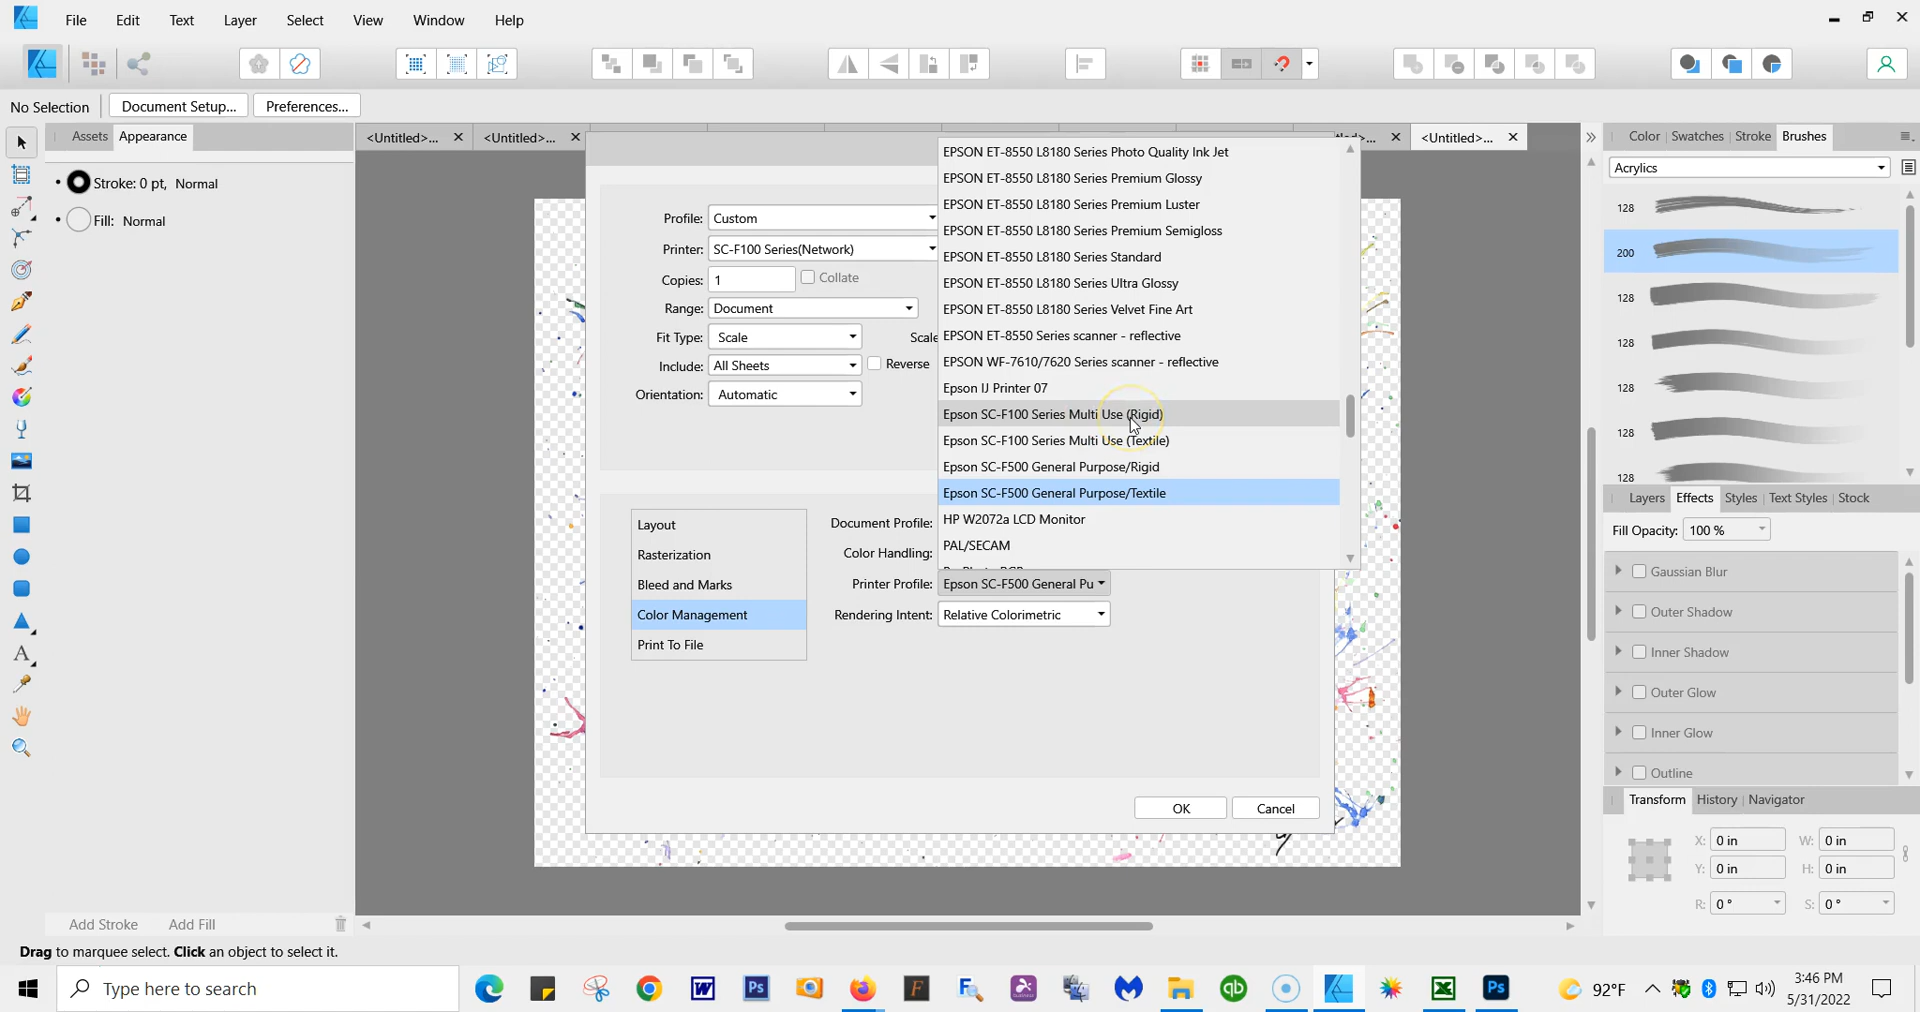 File Edit Text Layer Select View Window Help
No Selection Document Setup... Preferences...
Assets Appearance
<Untitled>... <Untitled>... <Untitled>...
Color Swatches Stroke Brushes
Stroke: 0 pt, Normal
Fill: Normal
Acrylics
128
200
128
128
128
128
128
Profile: Custom
Printer: SC-F100 Series(Network)
Copies: 1 Collate
Range: Document
Fit Type: Scale Scale
Include: All Sheets Reverse
Orientation: Automatic
EPSON ET-8550 L8180 Series Photo Quality Ink Jet
EPSON ET-8550 L8180 Series Premium Glossy
EPSON ET-8550 L8180 Series Premium Luster
EPSON ET-8550 L8180 Series Premium Semigloss
EPSON ET-8550 L8180 Series Standard
EPSON ET-8550 L8180 Series Ultra Glossy
EPSON ET-8550 L8180 Series Velvet Fine Art
EPSON ET-8550 Series scanner - reflective
EPSON WF-7610/7620 Series scanner - reflective
Epson IJ Printer 07
Epson SC-F100 Series Multi Use (Rigid)
Epson SC-F100 Series Multi Use (Textile)
Epson SC-F500 General Purpose/Rigid
Epson SC-F500 General Purpose/Textile
HP W2072a LCD Monitor
PAL/SECAM
Layout
Rasterization
Bleed and Marks
Color Management
Print To File
Document Profile:
Color Handling:
Printer Profile: Epson SC-F500 General Pu
Rendering Intent: Relative Colorimetric
OK Cancel
Layers Effects Styles Text Styles Stock
Fill Opacity: 100 %
Gaussian Blur
Outer Shadow
Inner Shadow
Outer Glow
Inner Glow
Outline
Transform History Navigator
X: 0 in W: 0 in
Y: 0 in H: 0 in
R: 0 ° S: 0 °
Add Stroke Add Fill
Drag to marquee select. Click an object to select it.
Type here to search
92°F
3:46 PM
5/31/2022